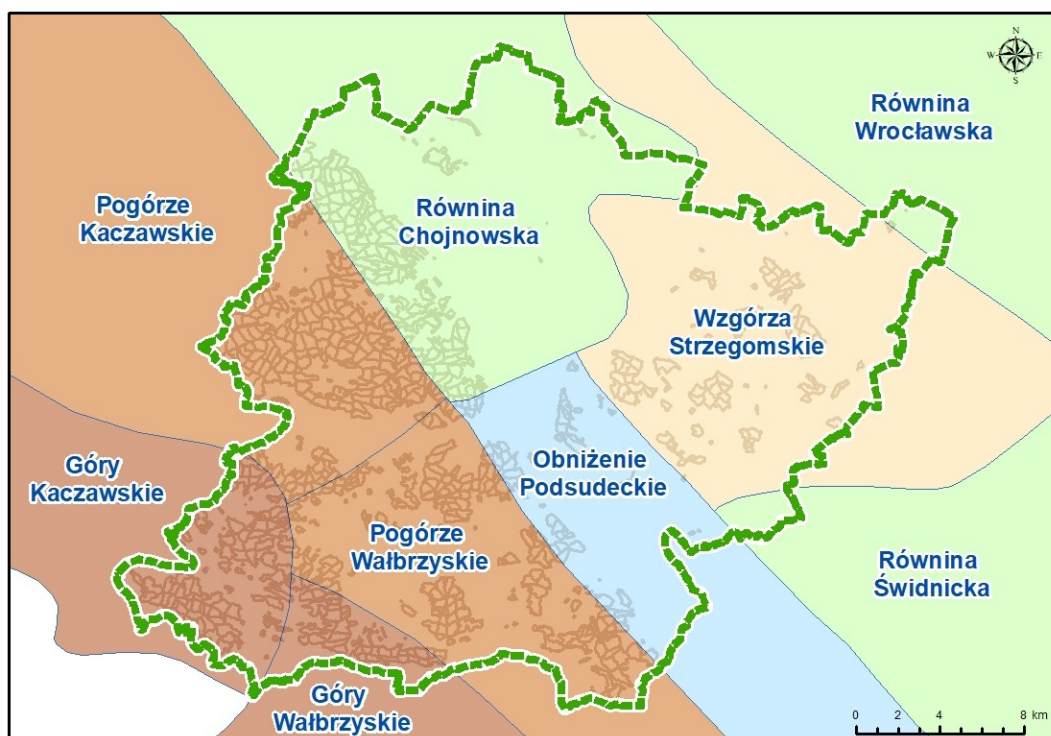 N
W E
S
Równina
Wrocławska
Pogórze
Kaczawskie
Równina
Chojnowska
Wzgórza
Strzegomskie
Góry
Kaczawskie
Obniżenie
Podsudeckie
Pogórze
Wałbrzyskie
Równina
Świdnicka
Góry
Wałbrzyskie
0 2 4 8 km